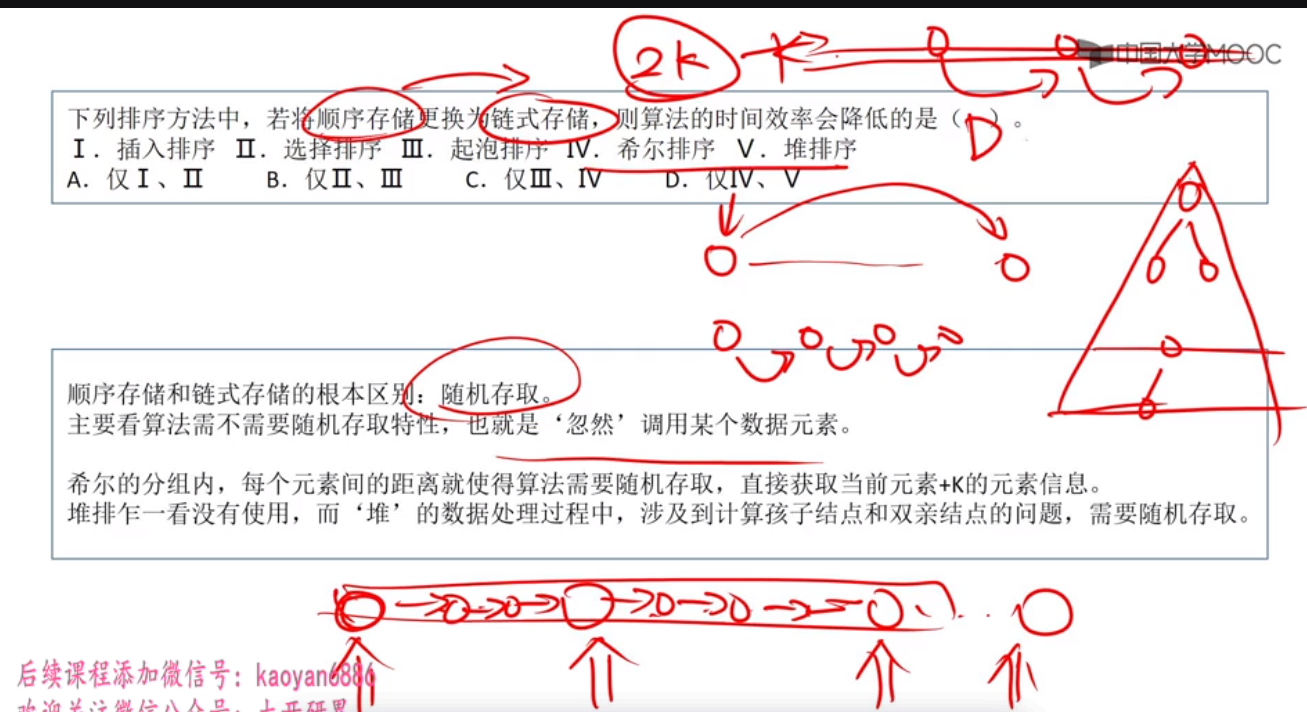 2K
K
中国大学MOOC
下列排序方法中，若将顺序存储更换为链式存储，则算法的时间效率会降低的是（ D ）。
Ⅰ．插入排序 Ⅱ．选择排序 Ⅲ．起泡排序 Ⅳ．希尔排序 Ⅴ．堆排序
A．仅Ⅰ、Ⅱ B．仅Ⅱ、Ⅲ C．仅Ⅲ、Ⅳ D．仅Ⅳ、Ⅴ
顺序存储和链式存储的根本区别：随机存取。
主要看算法需不需要随机存取特性，也就是‘忽然’调用某个数据元素。
希尔的分组内，每个元素间的距离就使得算法需要随机存取，直接获取当前元素+K的元素信息。
堆排乍一看没有使用，而‘堆’的数据处理过程中，涉及到计算孩子结点和双亲结点的问题，需要随机存取。
后续课程添加微信号：kaoyan6886